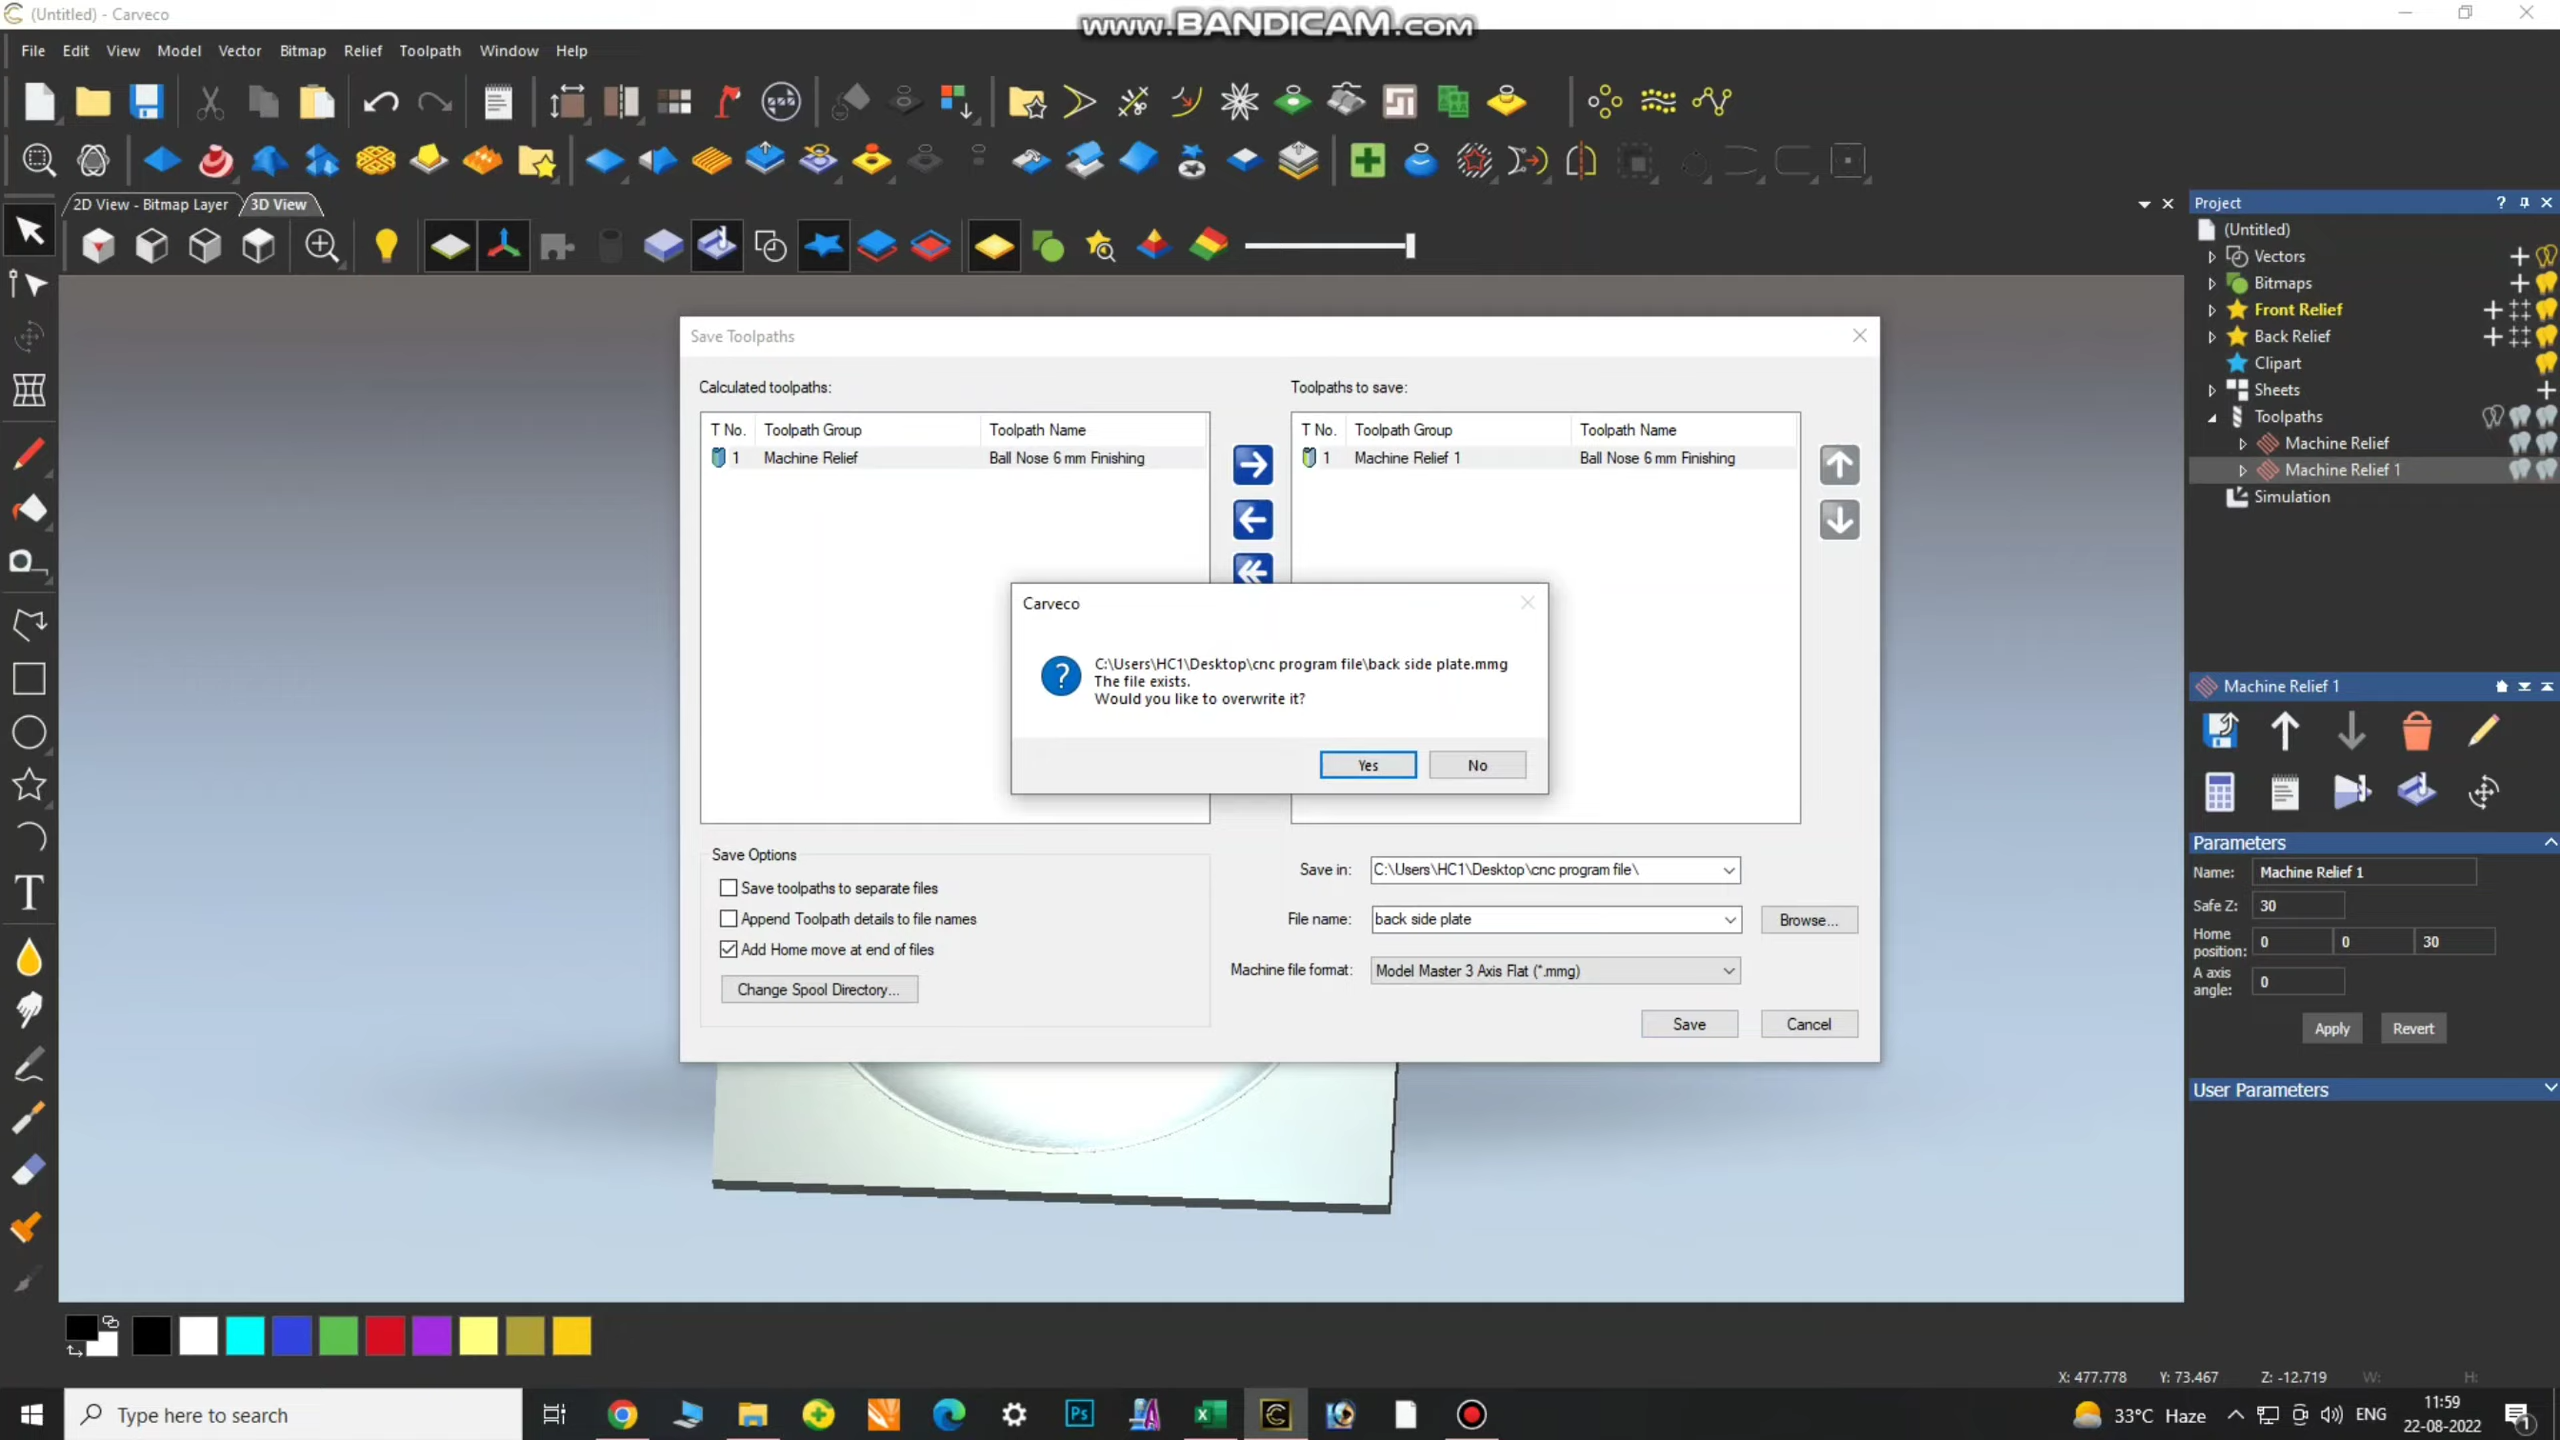 (Untitled) - Carveco
www.BANDICAM.com
File Edit View Model Vector Bitmap Relief Toolpath Window Help
2D View - Bitmap Layer 3D View
Project
(Untitled)
Vectors
Bitmaps
Front Relief
Back Relief
Clipart
Sheets
Toolpaths
Machine Relief
Machine Relief 1
Simulation
Save Toolpaths
Calculated toolpaths:
T No. Toolpath Group Toolpath Name
1 Machine Relief Ball Nose 6 mm Finishing
Toolpaths to save:
T No. Toolpath Group Toolpath Name
1 Machine Relief 1 Ball Nose 6 mm Finishing
Carveco
C:\Users\HC1\Desktop\cnc program file\back side plate.mmg
The file exists.
Would you like to overwrite it?
Yes No
Save Options
Save toolpaths to separate files
Append Toolpath details to file names
Add Home move at end of files
Change Spool Directory...
Save in: C:\Users\HC1\Desktop\cnc program file\
File name: back side plate Browse...
Machine file format: Model Master 3 Axis Flat (*.mmg)
Save Cancel
Machine Relief 1
Parameters
Name: Machine Relief 1
Safe Z: 30
Home position: 0 0 30
A axis angle: 0
Apply Revert
User Parameters
X: 477.778 Y: 73.467 Z: -12.719 W: H:
Type here to search
Ps
33°C Haze
ENG
11:59
22-08-2022
1